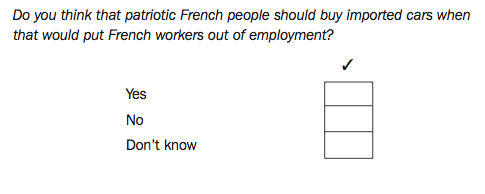 Do you think that patriotic French people should buy imported cars when
that would put French workers out of employment?
✓
Yes
No
Don't know